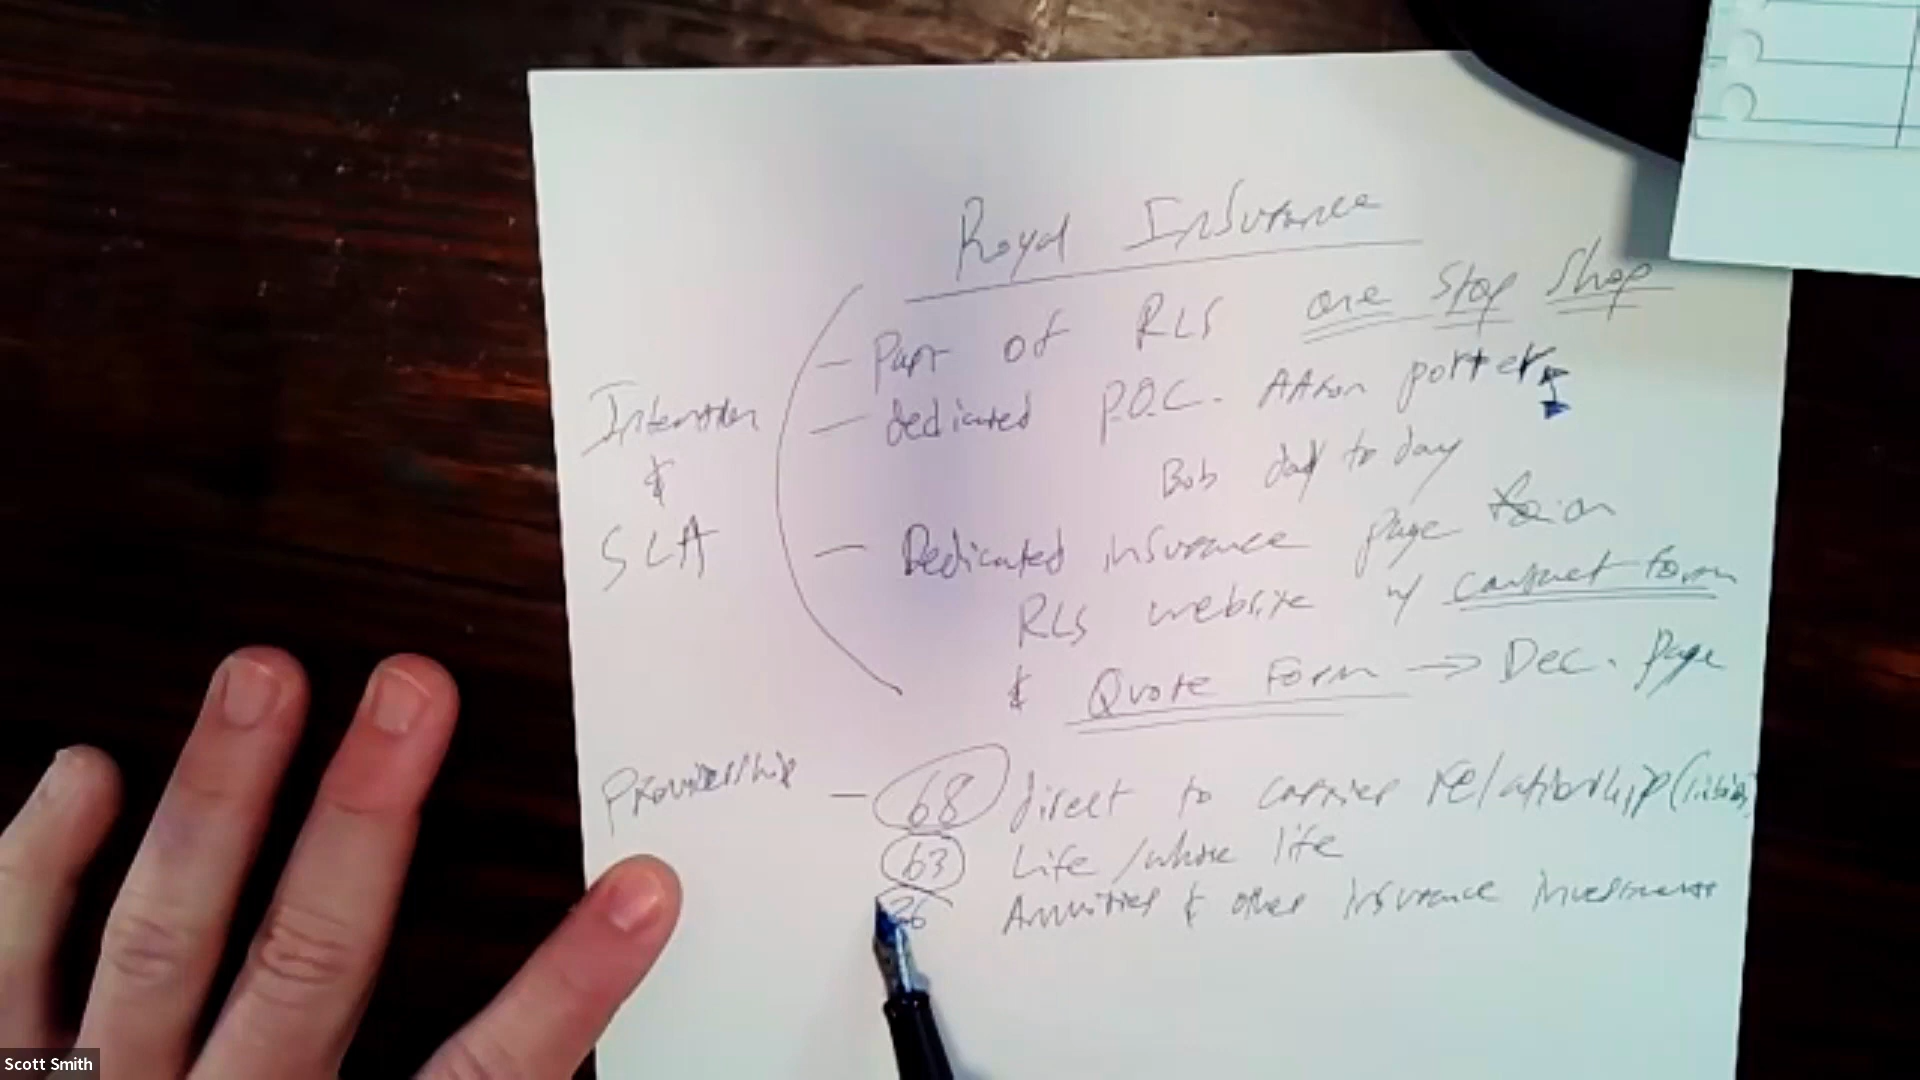 Royal Insurance
- Part of RLS one stop shop
- dedicated P.O.C. AAron porter
Bob day to day
Intention
&
SLA
- Dedicated insurance page on
RLS website w/ contact form
& Quote Form → Dec. Page
Providership - 68 direct to carrier relationship
63 Life/whole life
26 Annuities & other insurance investments
Scott Smith